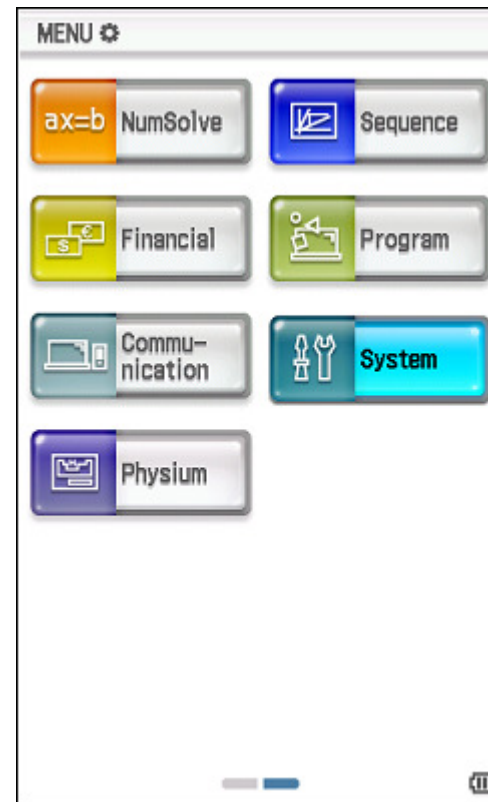 MENU
ax=b NumSolve
Sequence
$ € Financial
Program
Commu-
nication
System
Physium